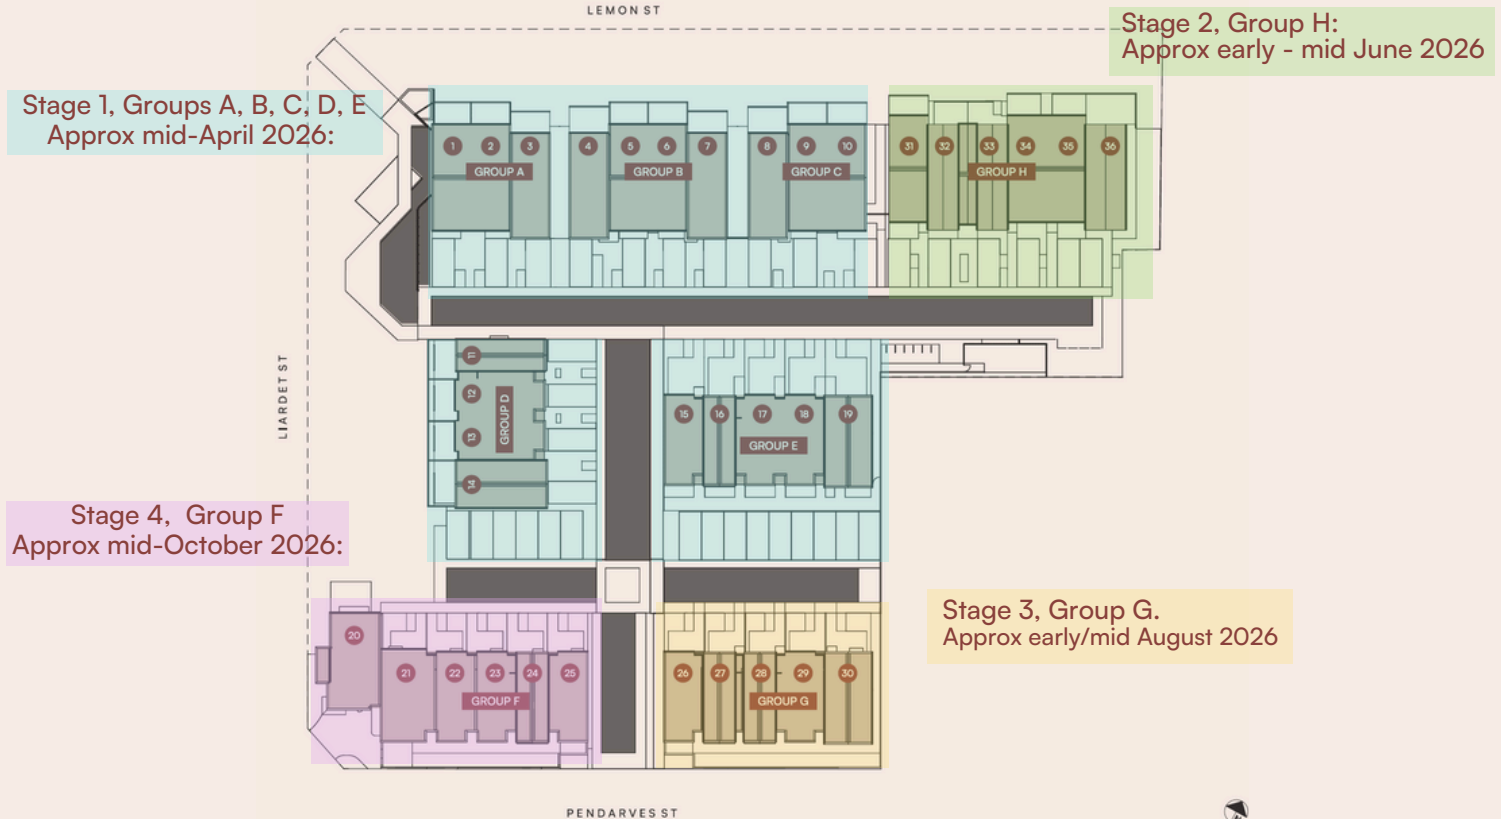 LEMON ST
Stage 2, Group H:
Approx early - mid June 2026
Stage 1, Groups A, B, C, D, E
Approx mid-April 2026:
1 2 3 4 5 6 7 8 9 10 31 32 33 34 35 36
GROUP A GROUP B GROUP C GROUP H
LIARDET ST
11
12
13
14
GROUP D
15 16 17 18 19
GROUP E
Stage 4, Group F
Approx mid-October 2026:
Stage 3, Group G.
Approx early/mid August 2026
20
21 22 23 24 25 26 27 28 29 30
GROUP F GROUP G
PENDARVES ST